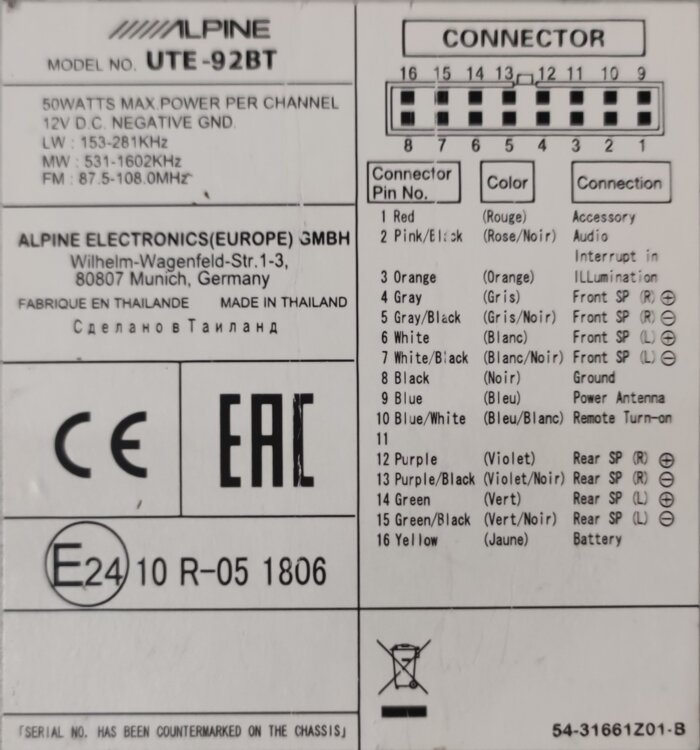 ALPINE
MODEL NO. UTE-92BT
50WATTS MAX.POWER PER CHANNEL
12V D.C. NEGATIVE GND.
LW : 153-281KHz
MW : 531-1602KHz
FM : 87.5-108.0MHz
ALPINE ELECTRONICS(EUROPE) GMBH
Wilhelm-Wagenfeld-Str.1-3,
80807 Munich, Germany
FABRIQUE EN THAILANDE MADE IN THAILAND
Сделано в Таиланд
CE
EAC
E24 10 R-05 1806
「SERIAL NO. HAS BEEN COUNTERMARKED ON THE CHASSIS」
CONNECTOR
16 15 14 13 12 11 10 9
8 7 6 5 4 3 2 1
Connector Pin No. Color Connection
1 Red (Rouge) Accessory
2 Pink/Black (Rose/Noir) Audio
Interrupt in
3 Orange (Orange) ILLumination
4 Gray (Gris) Front SP (R) ⊕
5 Gray/Black (Gris/Noir) Front SP (R) ⊖
6 White (Blanc) Front SP (L) ⊕
7 White/Black (Blanc/Noir) Front SP (L) ⊖
8 Black (Noir) Ground
9 Blue (Bleu) Power Antenna
10 Blue/White (Bleu/Blanc) Remote Turn-on
11
12 Purple (Violet) Rear SP (R) ⊕
13 Purple/Black (Violet/Noir) Rear SP (R) ⊖
14 Green (Vert) Rear SP (L) ⊕
15 Green/Black (Vert/Noir) Rear SP (L) ⊖
16 Yellow (Jaune) Battery
54-31661Z01-B